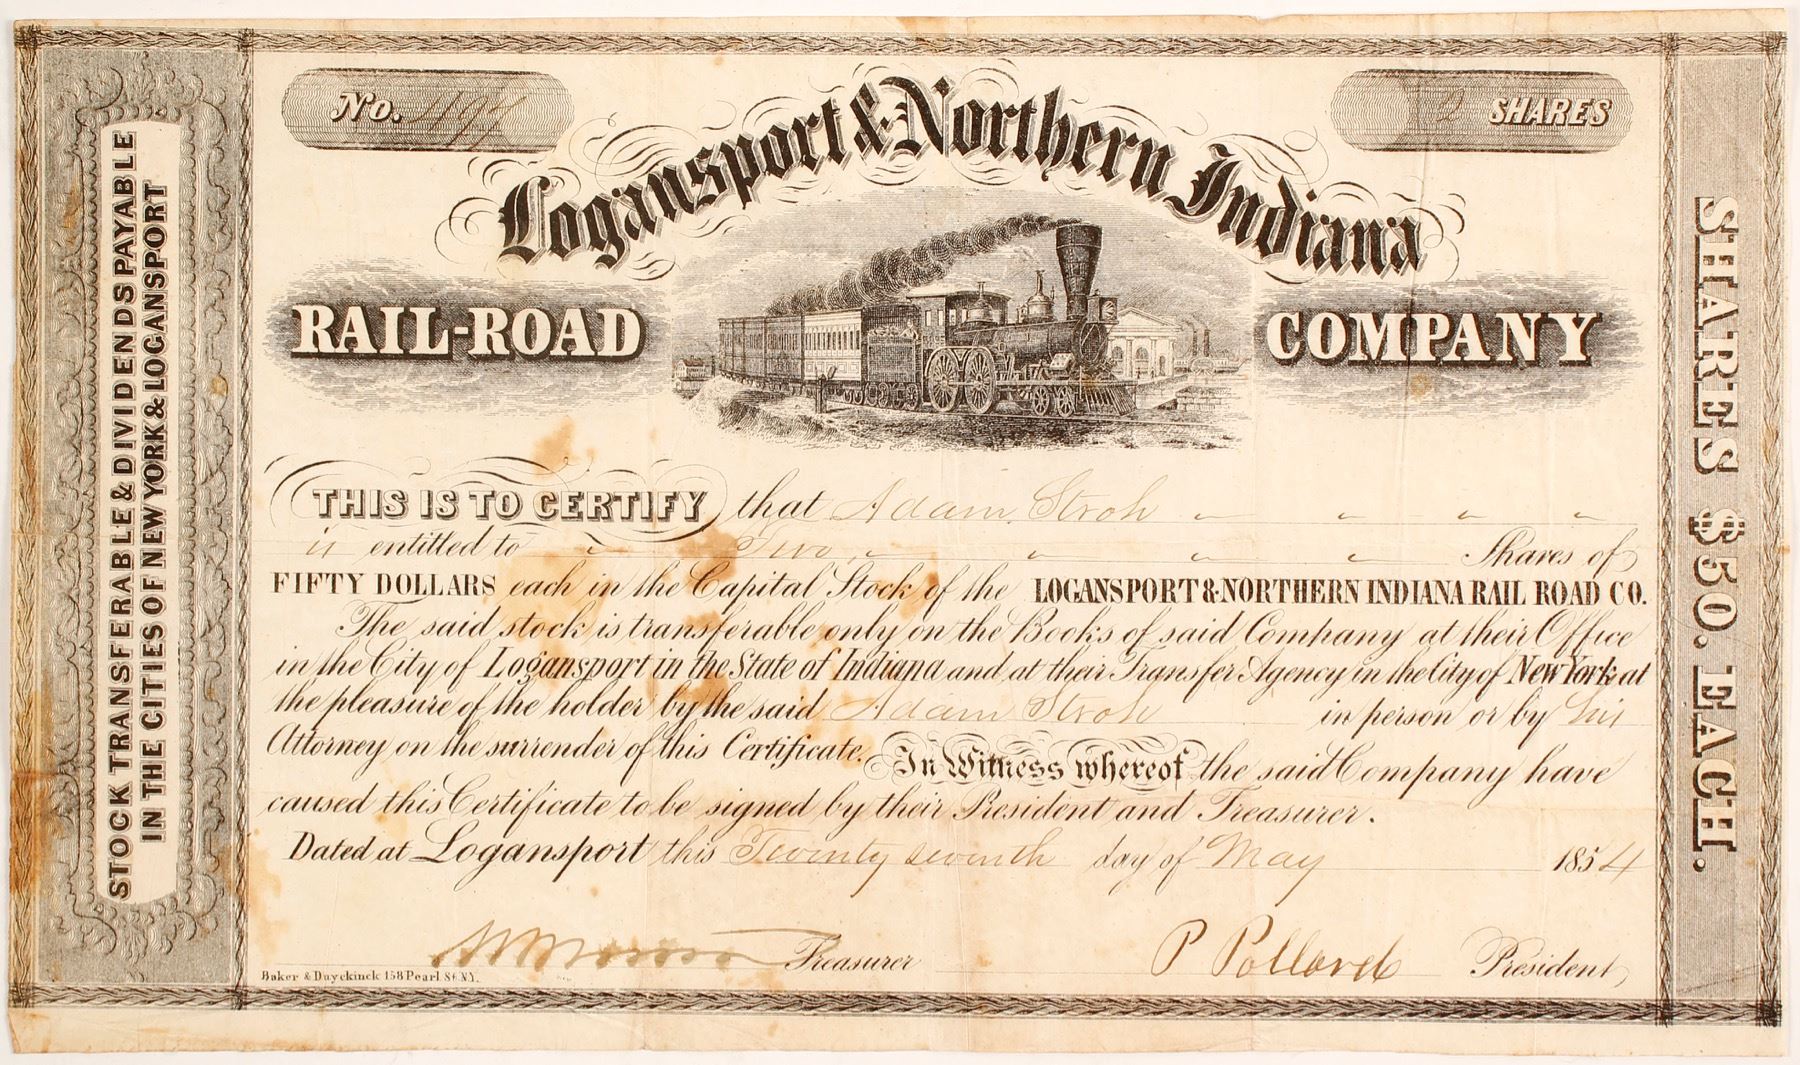 No. 497
2 SHARES
Logansport & Northern Indiana
RAIL-ROAD COMPANY
STOCK TRANSFERABLE & DIVIDENDS PAYABLE
IN THE CITIES OF NEW YORK & LOGANSPORT
SHARES $50. EACH.
THIS IS TO CERTIFY that Adam Stroh
is entitled to Two Shares of
FIFTY DOLLARS each in the Capital Stock of the LOGANSPORT & NORTHERN INDIANA RAIL ROAD CO.
The said stock is transferable only on the Books of said Company at their Office
in the City of Logansport in the State of Indiana and at their Transfer Agency in the City of New York at
the pleasure of the holder by the said Adam Stroh in person or by his
Attorney on the surrender of this Certificate. In Witness whereof the said Company have
caused this Certificate to be signed by their President and Treasurer.
Dated at Logansport this Twenty seventh day of May 1854
Treasurer P Pollard President
Baker & Duyckinck 158 Pearl St. N.Y.